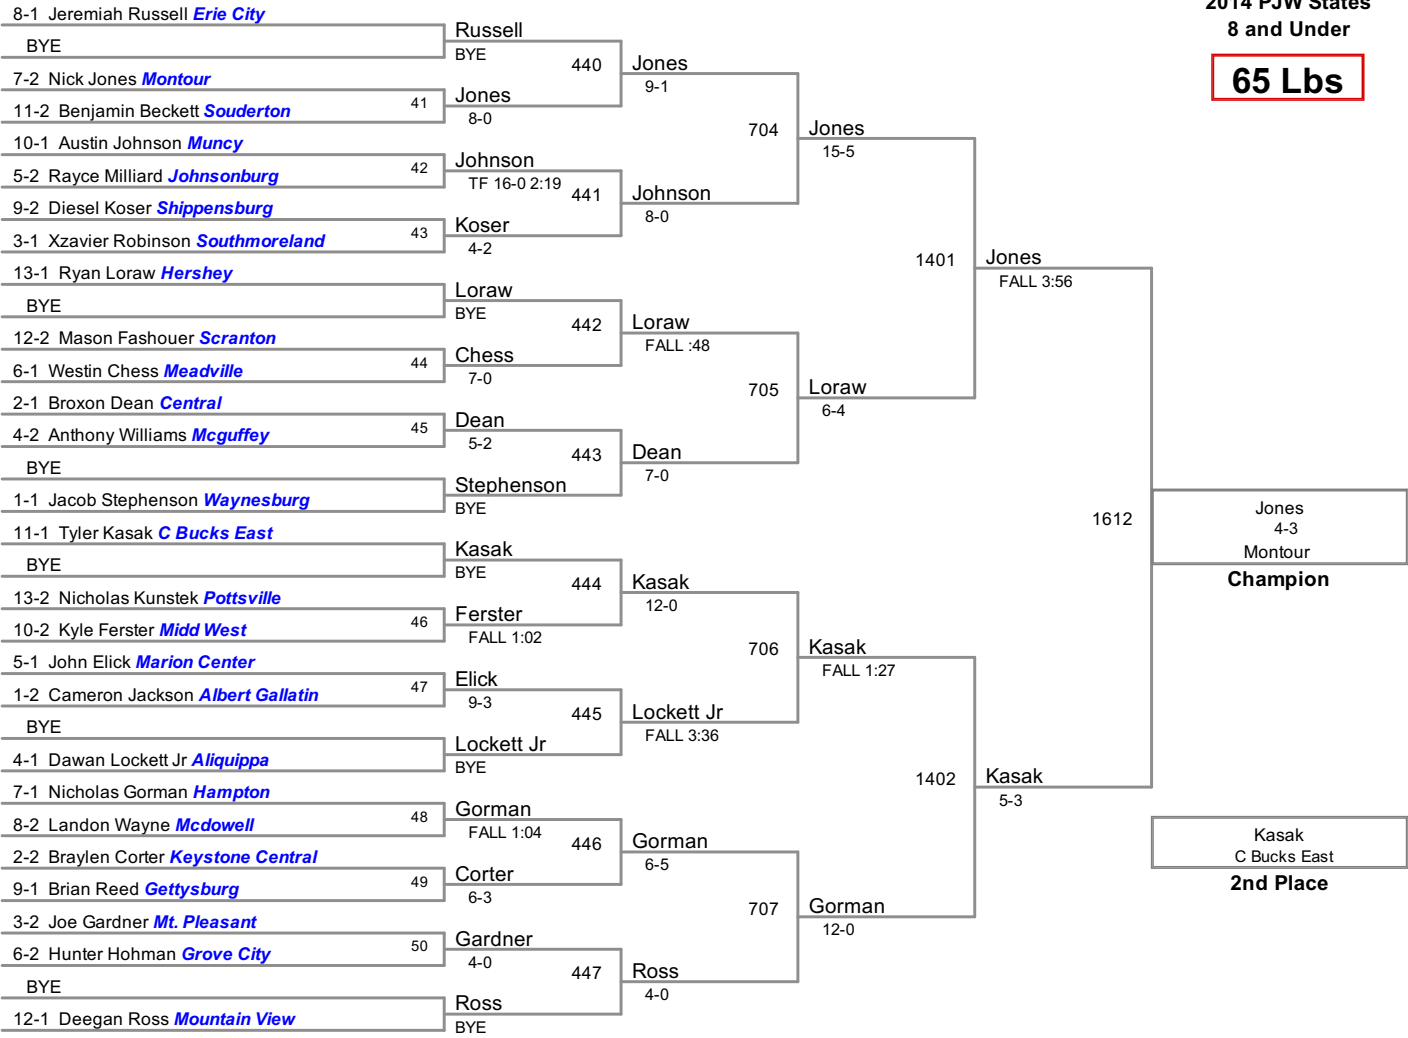 2014 PJW States
8 and Under
65 Lbs
8-1 Jeremiah Russell Erie City
BYE
7-2 Nick Jones Montour
11-2 Benjamin Beckett Souderton
10-1 Austin Johnson Muncy
5-2 Rayce Milliard Johnsonburg
9-2 Diesel Koser Shippensburg
3-1 Xzavier Robinson Southmoreland
13-1 Ryan Loraw Hershey
BYE
12-2 Mason Fashouer Scranton
6-1 Westin Chess Meadville
2-1 Broxon Dean Central
4-2 Anthony Williams Mcguffey
BYE
1-1 Jacob Stephenson Waynesburg
11-1 Tyler Kasak C Bucks East
BYE
13-2 Nicholas Kunstek Pottsville
10-2 Kyle Ferster Midd West
5-1 John Elick Marion Center
1-2 Cameron Jackson Albert Gallatin
BYE
4-1 Dawan Lockett Jr Aliquippa
7-1 Nicholas Gorman Hampton
8-2 Landon Wayne Mcdowell
2-2 Braylen Corter Keystone Central
9-1 Brian Reed Gettysburg
3-2 Joe Gardner Mt. Pleasant
6-2 Hunter Hohman Grove City
BYE
12-1 Deegan Ross Mountain View
41
42
43
44
45
46
47
48
49
50
Russell
BYE
Jones
8-0
Johnson
TF 16-0 2:19
Koser
4-2
Loraw
BYE
Chess
7-0
Dean
5-2
Stephenson
BYE
Kasak
BYE
Ferster
FALL 1:02
Elick
9-3
Lockett Jr
BYE
Gorman
FALL 1:04
Corter
6-3
Gardner
4-0
Ross
BYE
440
441
442
443
444
445
446
447
Jones
9-1
Johnson
8-0
Loraw
FALL :48
Dean
7-0
Kasak
12-0
Lockett Jr
FALL 3:36
Gorman
6-5
Ross
4-0
704
705
706
707
Jones
15-5
Loraw
6-4
Kasak
FALL 1:27
Gorman
12-0
1401
1402
Jones
FALL 3:56
Kasak
5-3
1612
Jones
4-3
Montour
Champion
Kasak
C Bucks East
2nd Place